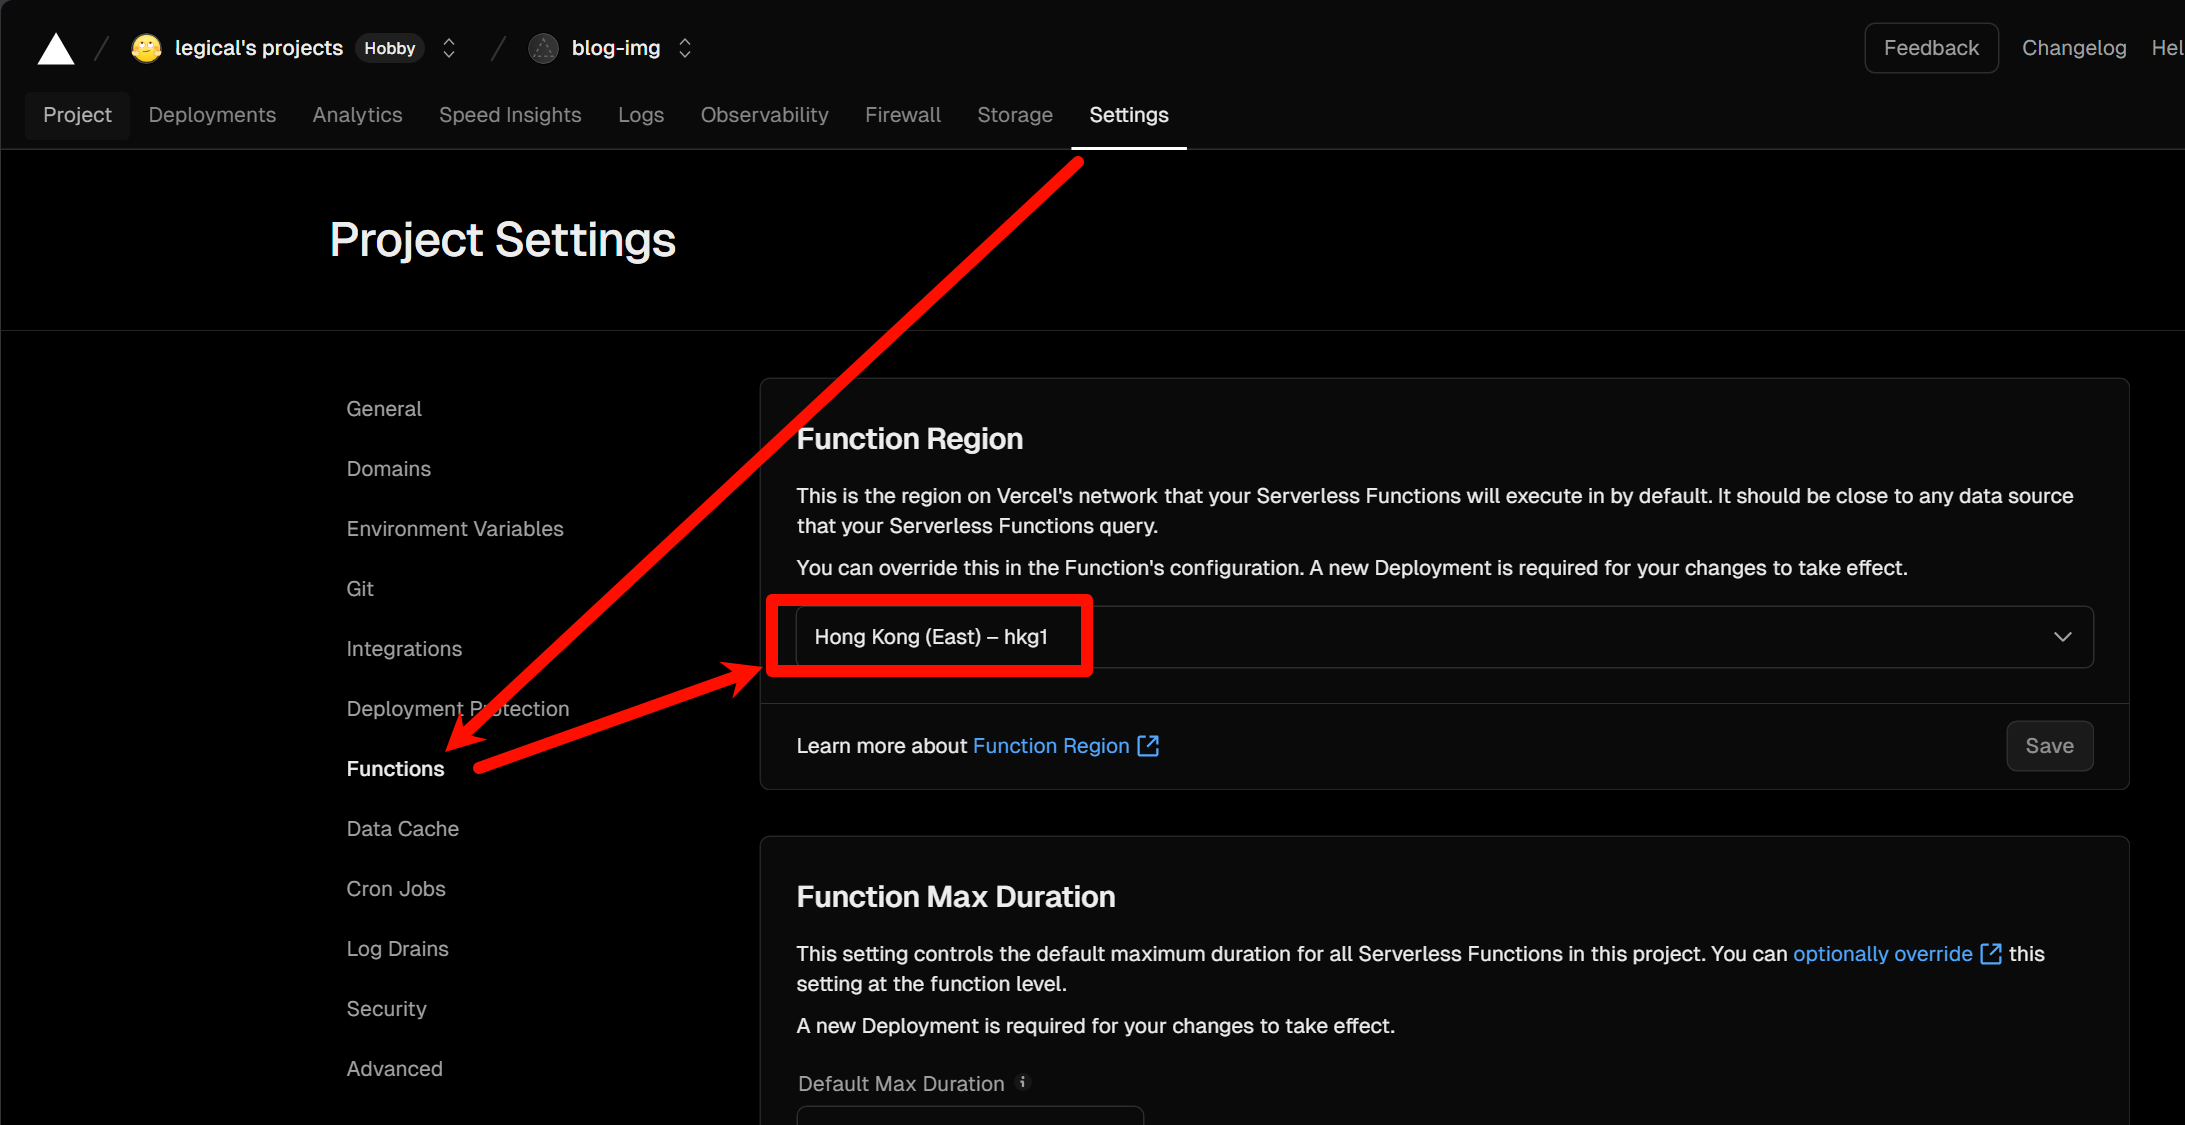 legical's projects Hobby blog-img Feedback Changelog Hel
Project Deployments Analytics Speed Insights Logs Observability Firewall Storage Settings
Project Settings
General
Domains
Environment Variables
Git
Integrations
Deployment Protection
Functions
Data Cache
Cron Jobs
Log Drains
Security
Advanced
Function Region
This is the region on Vercel's network that your Serverless Functions will execute in by default. It should be close to any data source
that your Serverless Functions query.
You can override this in the Function's configuration. A new Deployment is required for your changes to take effect.
Hong Kong (East) – hkg1
Learn more about Function Region
Save
Function Max Duration
This setting controls the default maximum duration for all Serverless Functions in this project. You can optionally override this
setting at the function level.
A new Deployment is required for your changes to take effect.
Default Max Duration